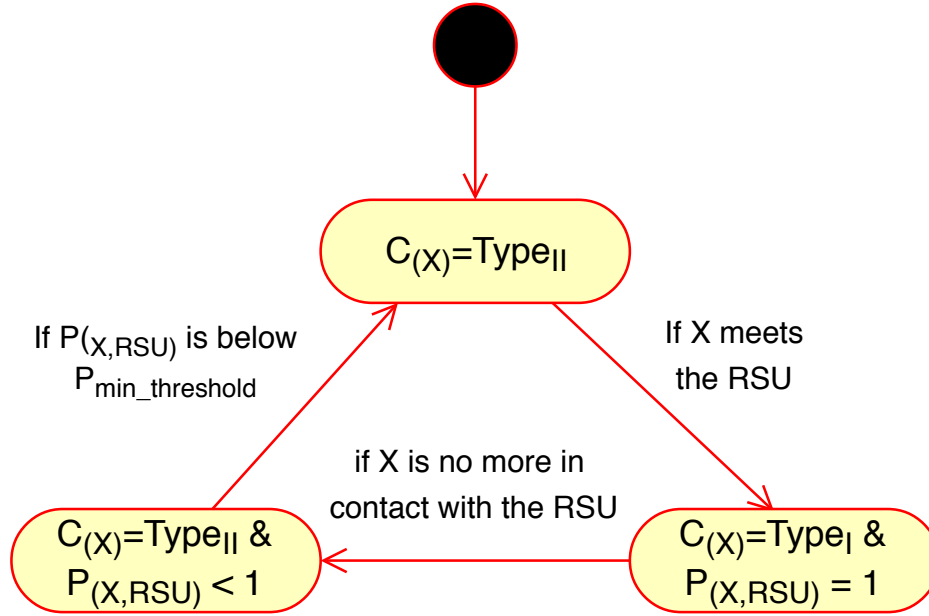 C(X)=TypeII
If P(X,RSU) is below
Pmin_threshold
If X meets
the RSU
if X is no more in
contact with the RSU
C(X)=TypeII &
P(X,RSU) < 1
C(X)=TypeI &
P(X,RSU) = 1